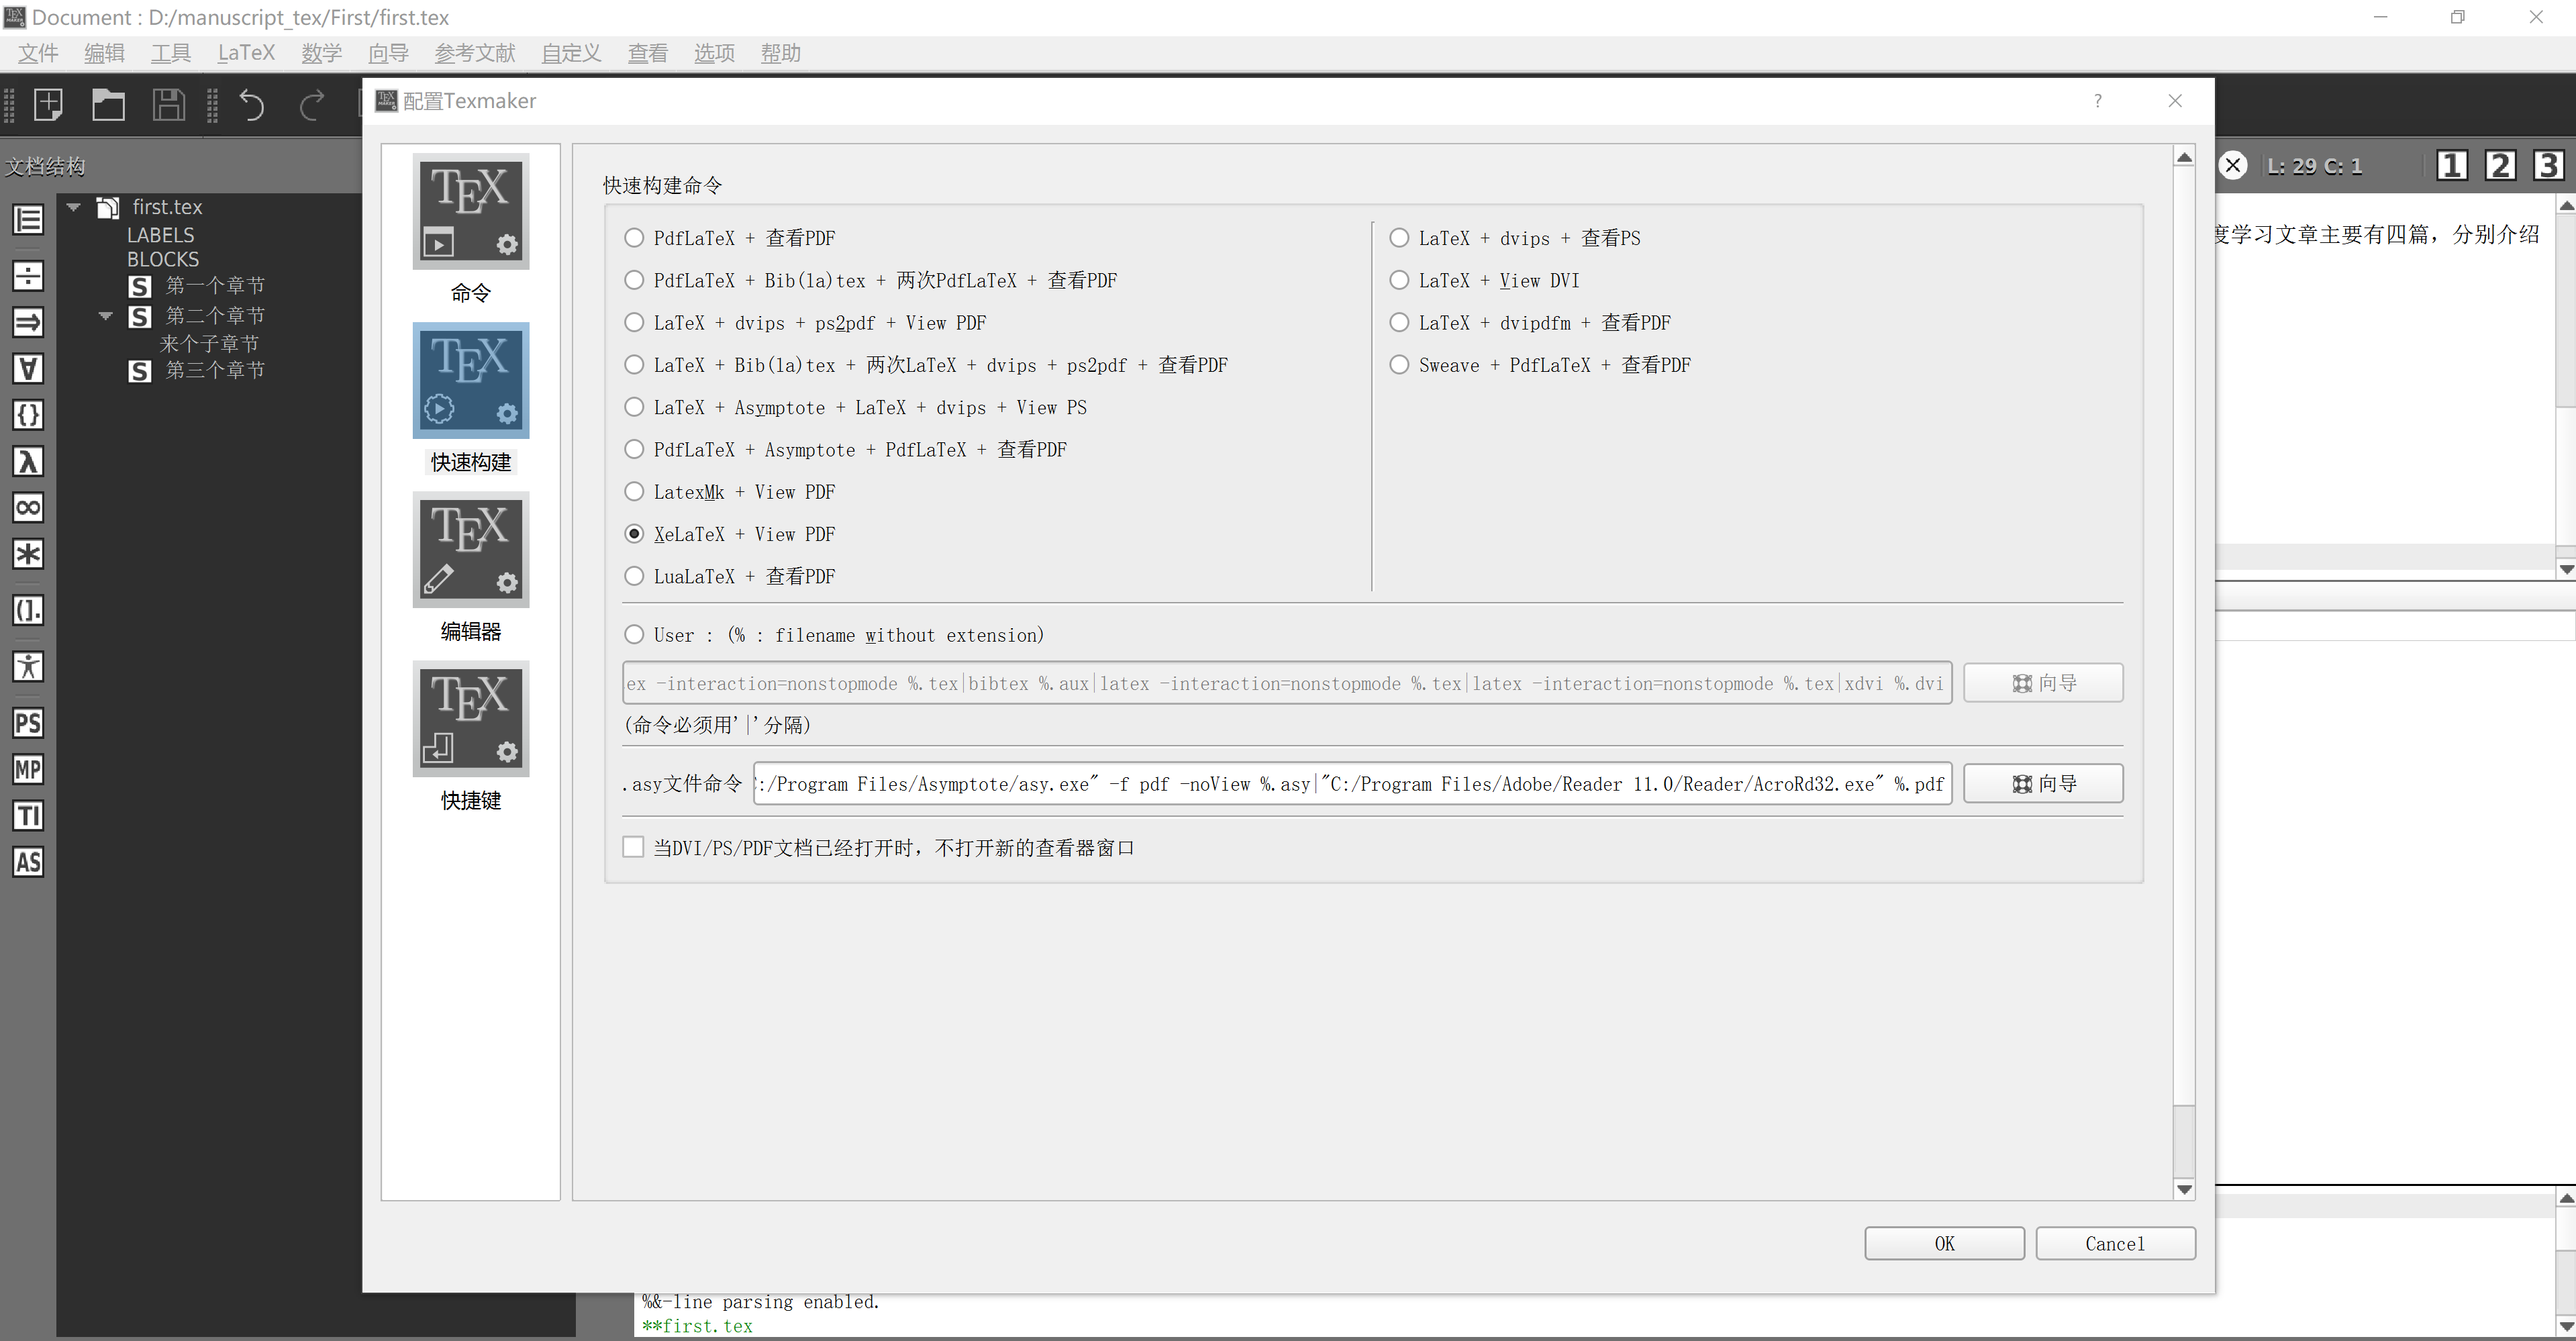 Document : D:/manuscript_tex/First/first.tex
文件 编辑 工具 LaTeX 数学 向导 参考文献 自定义 查看 选项 帮助
配置Texmaker
文档结构
L: 29 C: 1
1 2 3
first.tex
LABELS
BLOCKS
S 第一个章节
S 第二个章节
来个子章节
S 第三个章节
PS
MP
TI
AS
命令
快速构建
编辑器
快捷键
快速构建命令
PdfLaTeX + 查看PDF
PdfLaTeX + Bib(la)tex + 两次PdfLaTeX + 查看PDF
LaTeX + dvips + ps2pdf + View PDF
LaTeX + Bib(la)tex + 两次LaTeX + dvips + ps2pdf + 查看PDF
LaTeX + Asymptote + LaTeX + dvips + View PS
PdfLaTeX + Asymptote + PdfLaTeX + 查看PDF
LatexMk + View PDF
XeLaTeX + View PDF
LuaLaTeX + 查看PDF
LaTeX + dvips + 查看PS
LaTeX + View DVI
LaTeX + dvipdfm + 查看PDF
Sweave + PdfLaTeX + 查看PDF
User : (% : filename without extension)
ex -interaction=nonstopmode %.tex|bibtex %.aux|latex -interaction=nonstopmode %.tex|latex -interaction=nonstopmode %.tex|xdvi %.dvi
向导
(命令必须用'|'分隔)
.asy文件命令
:/Program Files/Asymptote/asy.exe" -f pdf -noView %.asy|"C:/Program Files/Adobe/Reader 11.0/Reader/AcroRd32.exe" %.pdf
向导
当DVI/PS/PDF文档已经打开时，不打开新的查看器窗口
OK
Cancel
度学习文章主要有四篇，分别介绍
%&-line parsing enabled.
**first.tex